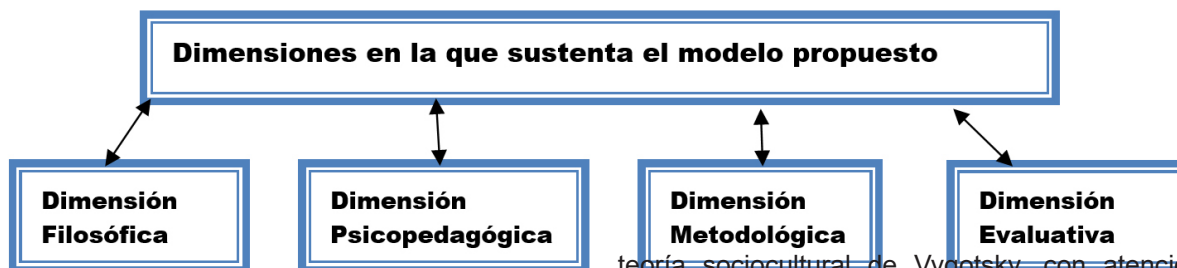 Dimensiones en la que sustenta el modelo propuesto
Dimensión
Filosófica
Dimensión
Psicopedagógica
Dimensión
Metodológica
Dimensión
Evaluativa
teoría sociocultural de Vygotsky, con